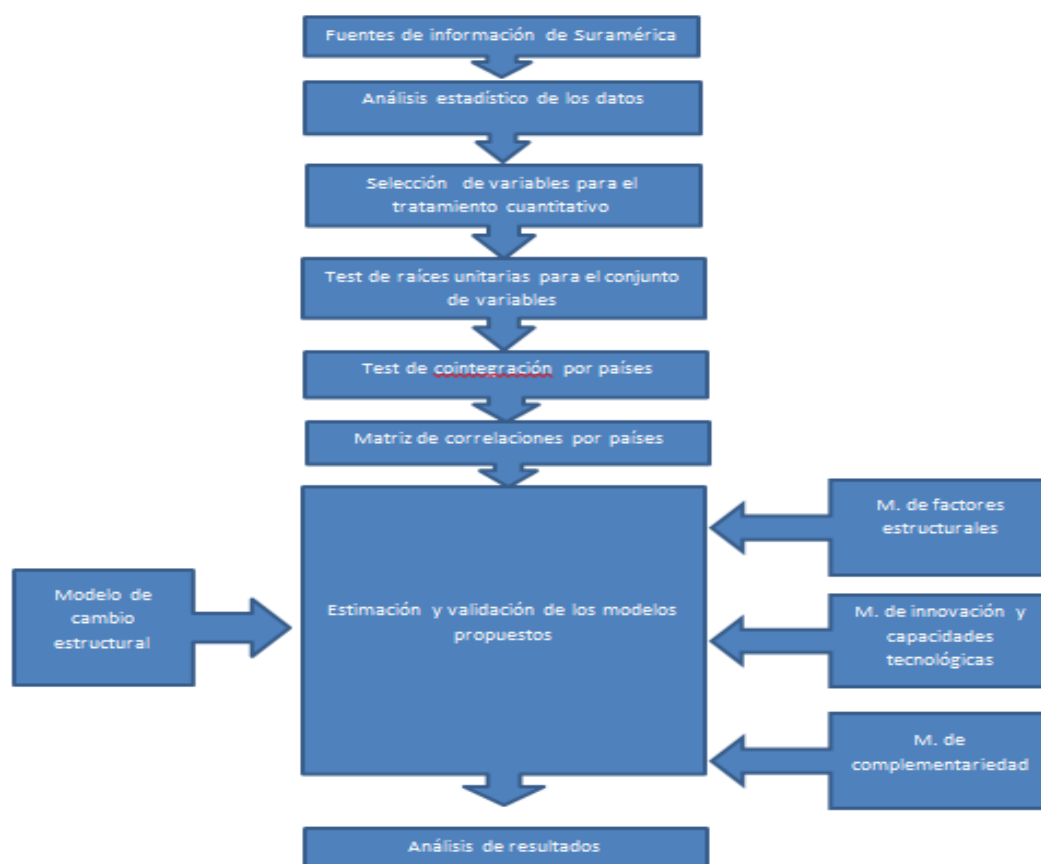 Fuentes de información de Suramérica
Análisis estadístico de los datos
Selección de variables para el
tratamiento cuantitativo
Test de raíces unitarias para el conjunto
de variables
Test de cointegración por países
Matriz de correlaciones por países
M. de factores
estructurales
Modelo de
cambio
estructural
Estimación y validación de los modelos
propuestos
M. de innovación y
capacidades
tecnológicas
M. de
complementariedad
Análisis de resultados